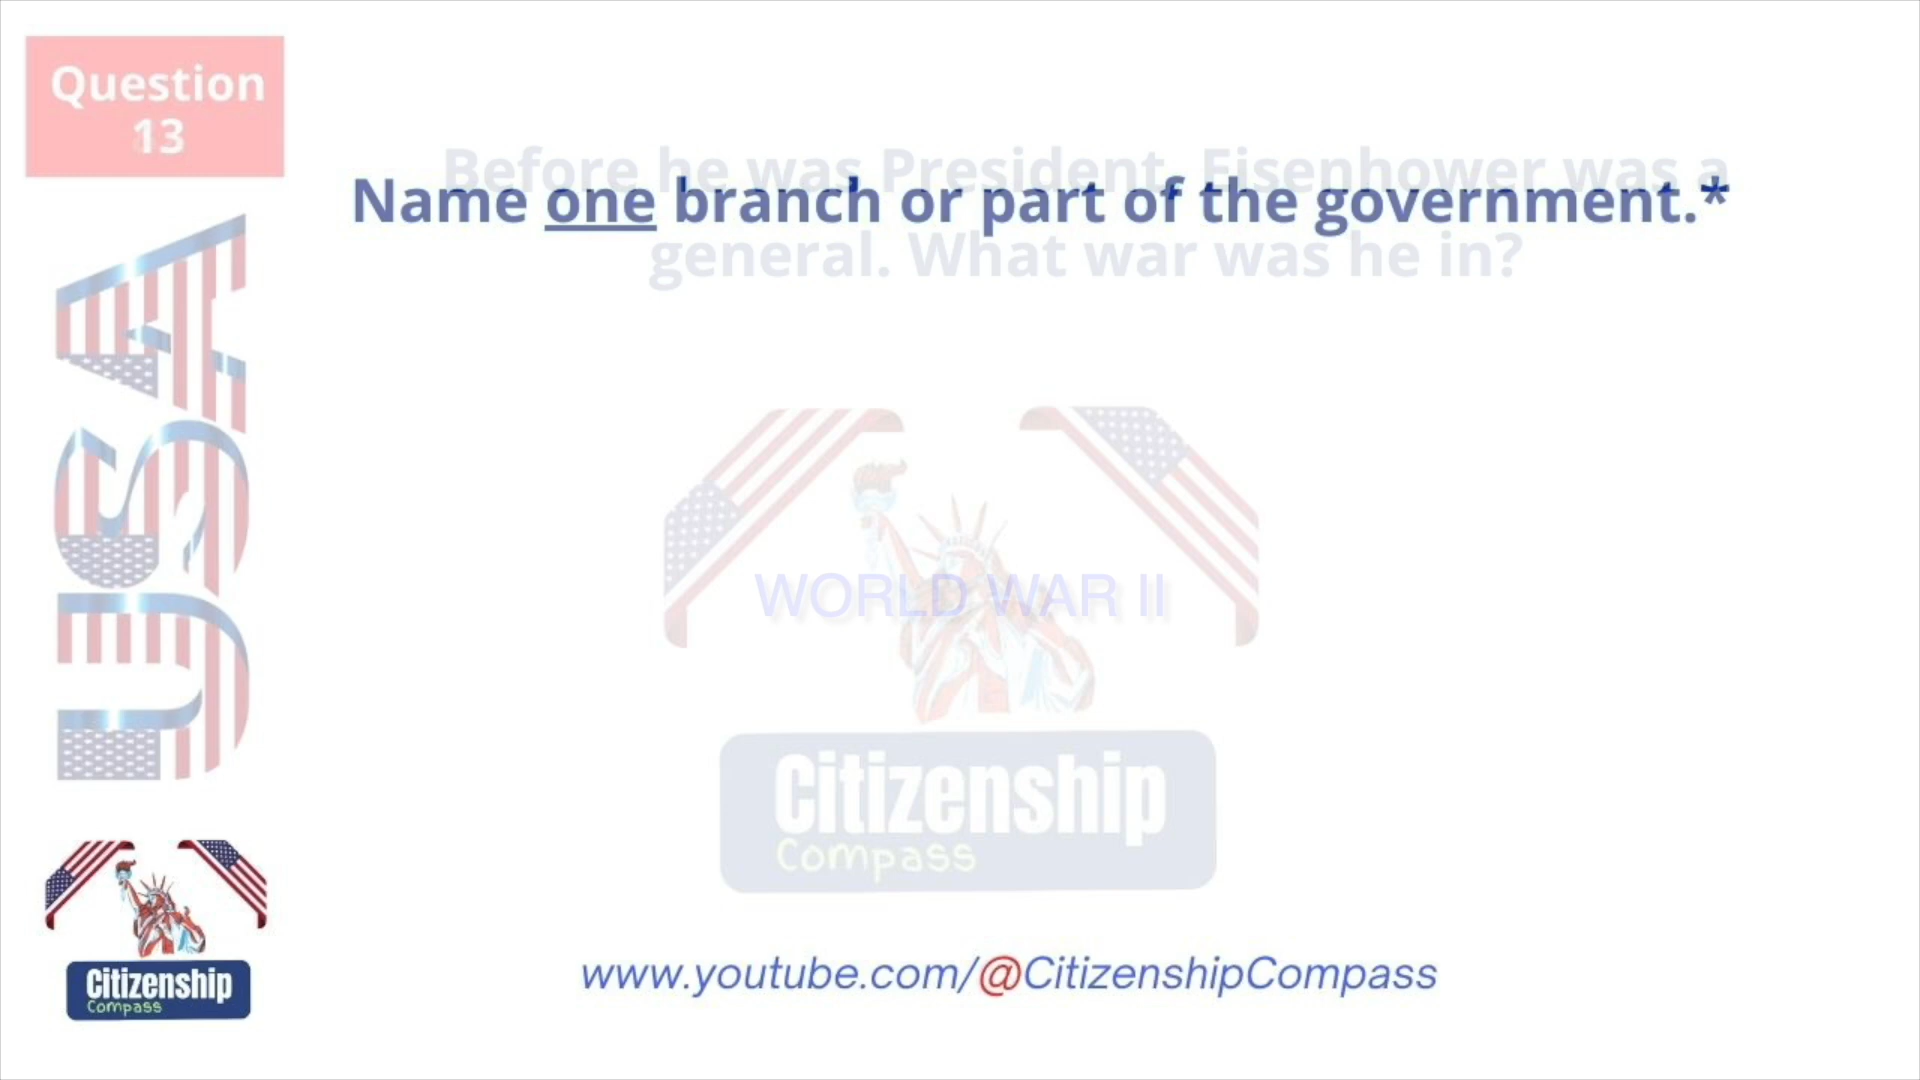 Question
13
Before he was President, Eisenhower was a
Name one branch or part of the government.*
general. What war was he in?
USA
WORLD WAR II
Citizenship
Compass
www.youtube.com/@CitizenshipCompass
Citizenship
Compass